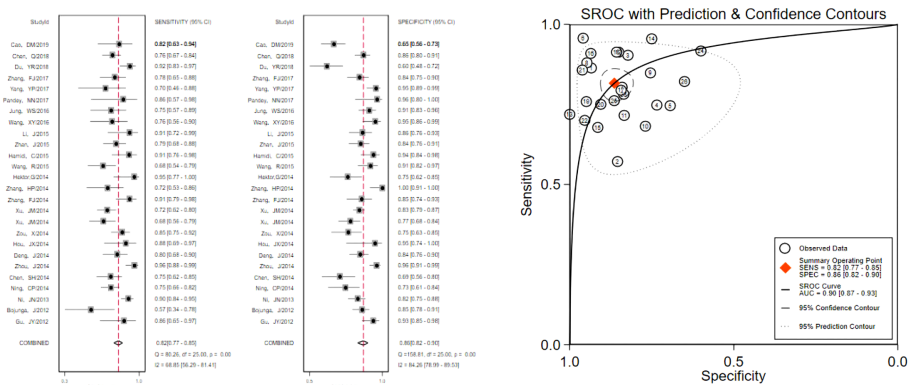 StudyId
SENSITIVITY (95% CI)
Cao, DM/2019
0.82 [0.63 - 0.94]
Chen, Q/2018
0.76 [0.67 - 0.84]
Du, YR/2018
0.92 [0.83 - 0.97]
Zhang, FJ/2017
0.78 [0.65 - 0.88]
Yang, YP/2017
0.70 [0.46 - 0.88]
Pandey, NN/2017
0.86 [0.57 - 0.98]
Jung, WS/2016
0.75 [0.57 - 0.89]
Wang, XY/2016
0.76 [0.56 - 0.90]
Li, J/2015
0.91 [0.72 - 0.99]
Zhan, J/2015
0.79 [0.68 - 0.88]
Hamidi, C/2015
0.91 [0.76 - 0.98]
Wang, R/2015
0.68 [0.54 - 0.79]
Hektor,G/2014
0.95 [0.77 - 1.00]
Zhang, HP/2014
0.72 [0.53 - 0.86]
Zhang, FJ/2014
0.91 [0.78 - 0.98]
Xu, JM/2014
0.72 [0.62 - 0.80]
Xu, JM/2014
0.68 [0.56 - 0.79]
Zou, X/2014
0.85 [0.75 - 0.92]
Hou, JX/2014
0.88 [0.69 - 0.97]
Deng, J/2014
0.80 [0.68 - 0.90]
Zhou, J/2014
0.96 [0.88 - 0.99]
Chen, SH/2014
0.75 [0.62 - 0.85]
Ning, CP/2014
0.75 [0.66 - 0.82]
Ni, JN/2013
0.90 [0.84 - 0.95]
Bojunga, J/2012
0.57 [0.34 - 0.78]
Gu, JY/2012
0.86 [0.65 - 0.97]
COMBINED
0.82[0.77 - 0.85]
Q = 80.26, df = 25.00, p = 0.00
I2 = 68.85 [56.29 - 81.41]
0.3
1.0
StudyId
SPECIFICITY (95% CI)
Cao, DM/2019
0.65 [0.56 - 0.73]
Chen, Q/2018
0.86 [0.80 - 0.91]
Du, YR/2018
0.60 [0.48 - 0.72]
Zhang, FJ/2017
0.84 [0.75 - 0.90]
Yang, YP/2017
0.95 [0.89 - 0.99]
Pandey, NN/2017
0.96 [0.80 - 1.00]
Jung, WS/2016
0.91 [0.83 - 0.96]
Wang, XY/2016
0.95 [0.86 - 0.99]
Li, J/2015
0.86 [0.76 - 0.93]
Zhan, J/2015
0.84 [0.76 - 0.91]
Hamidi, C/2015
0.94 [0.84 - 0.98]
Wang, R/2015
0.91 [0.82 - 0.97]
Hektor,G/2014
0.75 [0.62 - 0.85]
Zhang, HP/2014
1.00 [0.91 - 1.00]
Zhang, FJ/2014
0.85 [0.74 - 0.93]
Xu, JM/2014
0.83 [0.79 - 0.87]
Xu, JM/2014
0.77 [0.68 - 0.84]
Zou, X/2014
0.75 [0.63 - 0.85]
Hou, JX/2014
0.95 [0.74 - 1.00]
Deng, J/2014
0.84 [0.76 - 0.90]
Zhou, J/2014
0.96 [0.91 - 0.99]
Chen, SH/2014
0.69 [0.56 - 0.80]
Ning, CP/2014
0.73 [0.61 - 0.84]
Ni, JN/2013
0.82 [0.75 - 0.88]
Bojunga, J/2012
0.85 [0.78 - 0.91]
Gu, JY/2012
0.93 [0.85 - 0.98]
COMBINED
0.86[0.82 - 0.90]
Q =158.81, df = 25.00, p = 0.00
I2 = 84.26 [78.99 - 89.53]
0.5
1.0
SROC with Prediction & Confidence Contours
1.0
0.5
0.0
Sensitivity
1.0
0.5
0.0
Specificity
Observed Data
Summary Operating Point
SENS = 0.82 [0.77 - 0.85]
SPEC = 0.86 [0.82 - 0.90]
SROC Curve
AUC = 0.90 [0.87 - 0.93]
95% Confidence Contour
95% Prediction Contour